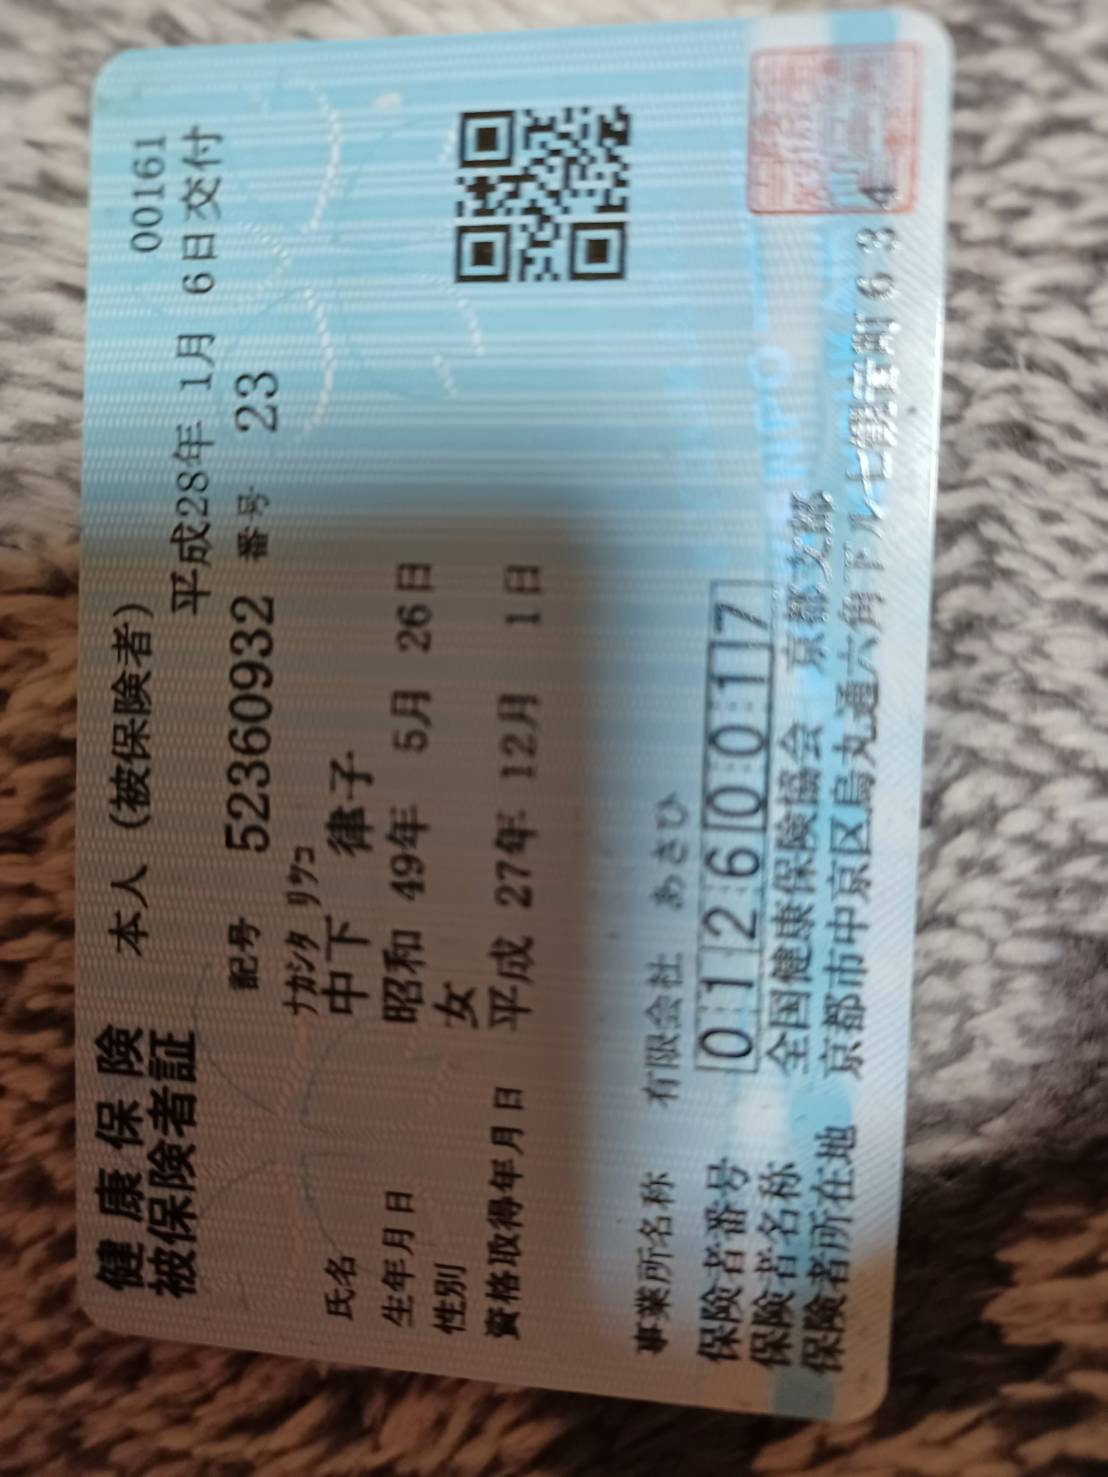 健康保険
被保険者証
本人（被保険者）
00161
平成28年 1月 6日交付
記号 52360932 番号 23
ﾅｶｼﾀ ﾘﾂｺ
氏名 中下 律子
生年月日 昭和 49年 5月 26日
性別 女
資格取得年月日 平成 27年 12月 1日
事業所名称 有限会社 あさひ
保険者番号 01260017
保険者名称 全国健康保険協会 京都支部
保険者所在地 京都市中京区烏丸通六角下ル七観音町634